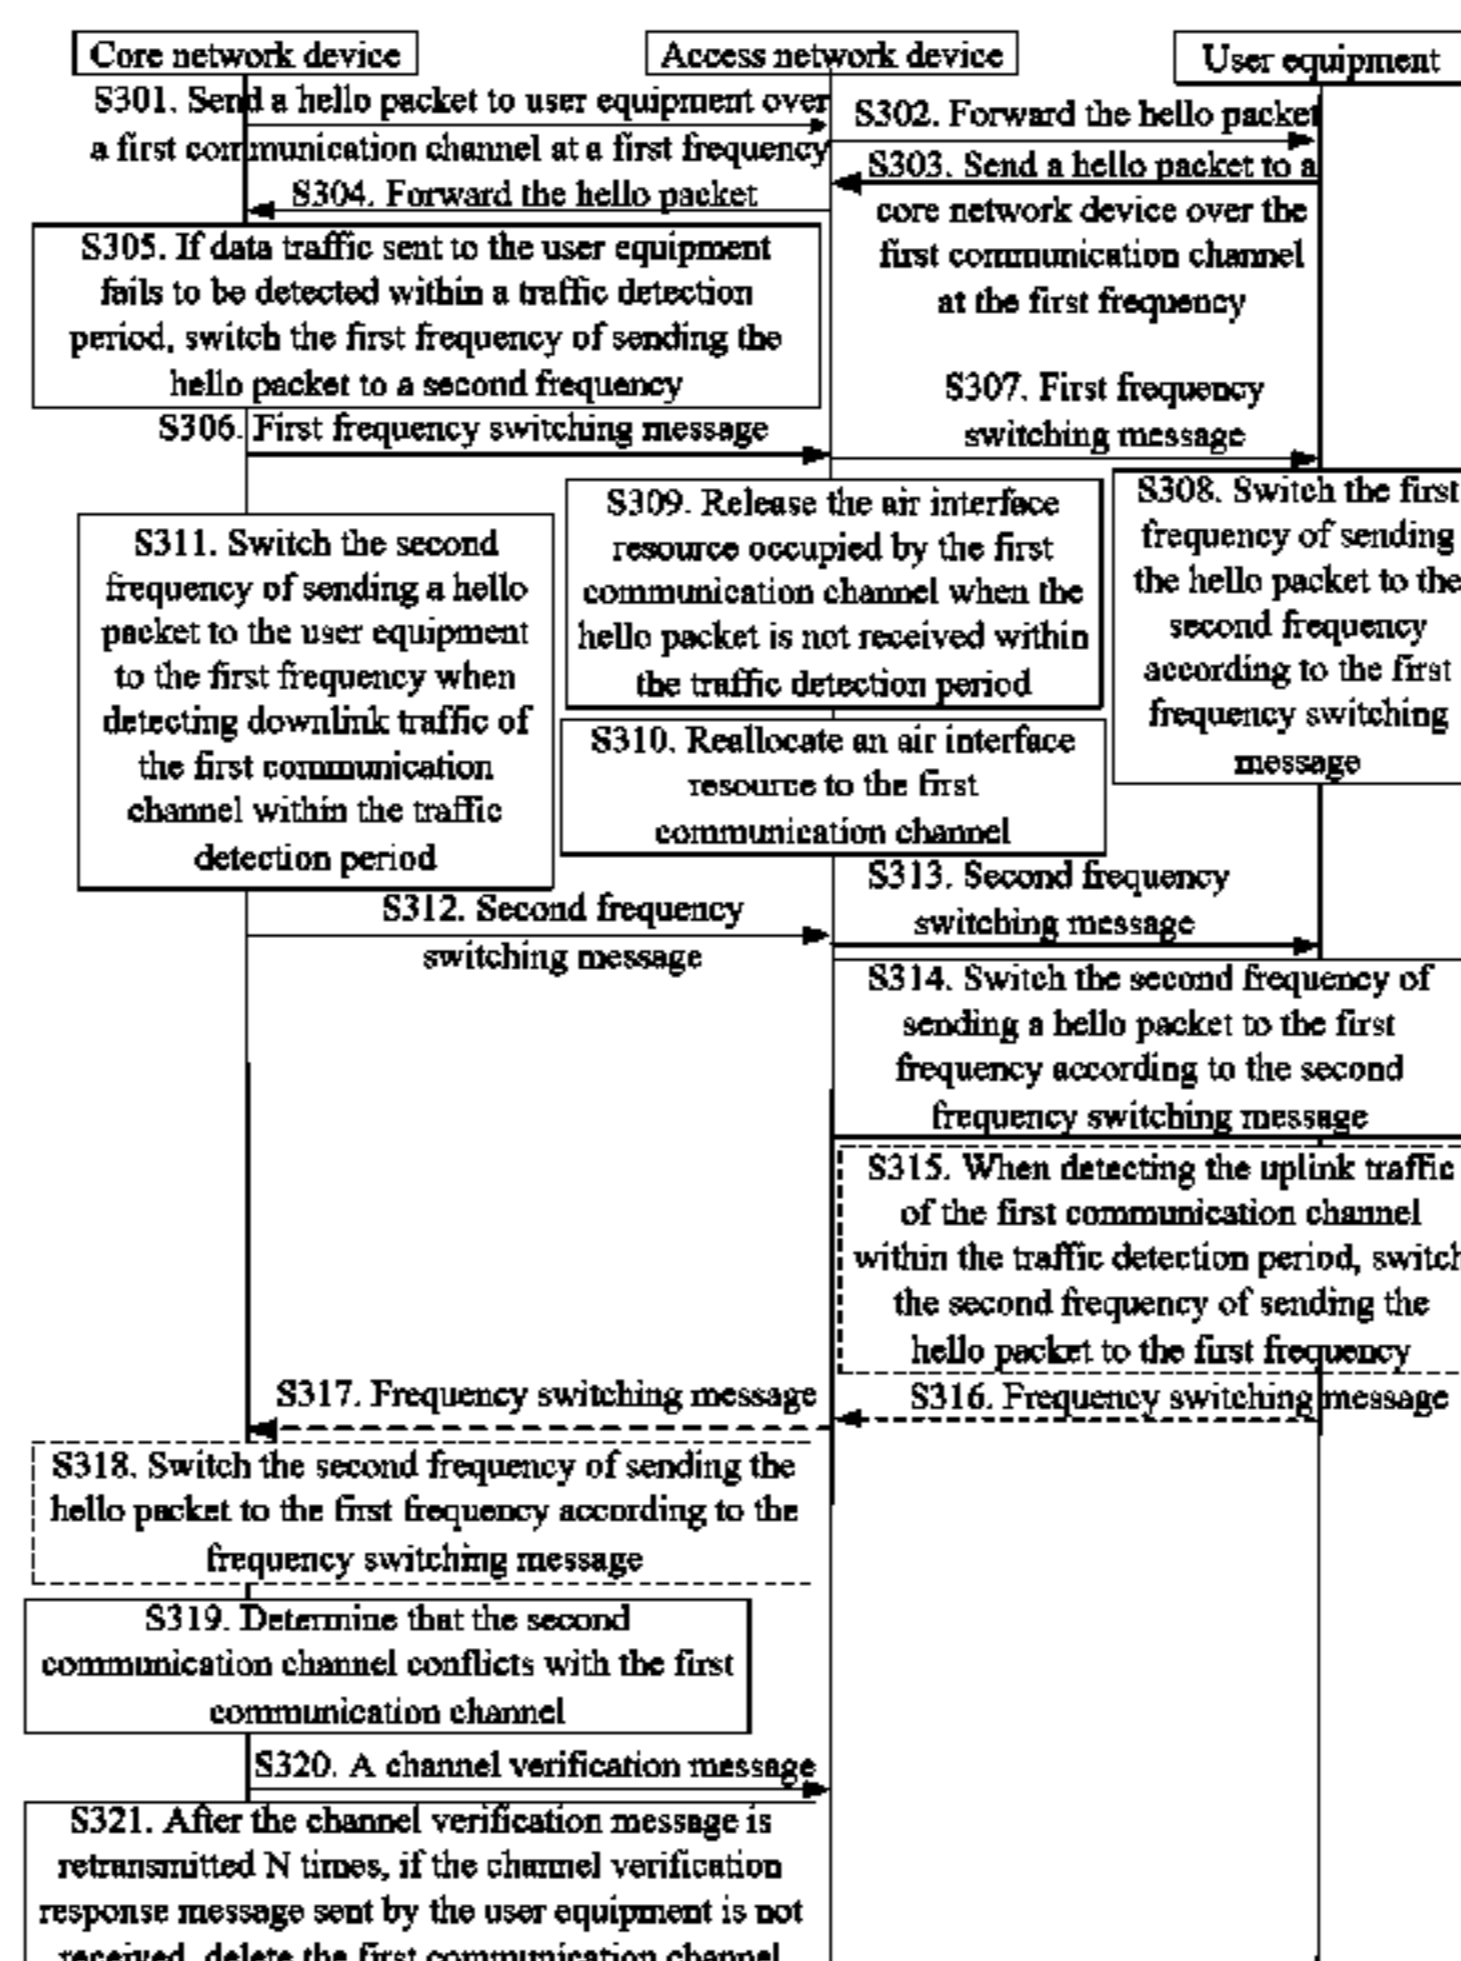 Core network device
Access network device
User equipment
S301. Send a hello packet to user equipment over
a first communication channel at a first frequency
S302. Forward the hello packet
S303. Send a hello packet to a
core network device over the
first communication channel
at the first frequency
S304. Forward the hello packet
S305. If data traffic sent to the user equipment
fails to be detected within a traffic detection
period, switch the first frequency of sending the
hello packet to a second frequency
S306. First frequency switching message
S307. First frequency
switching message
S308. Switch the first
frequency of sending
the hello packet to the
second frequency
according to the first
frequency switching
message
S309. Release the air interface
resource occupied by the first
communication channel when the
hello packet is not received within
the traffic detection period
S310. Reallocate an air interface
resource to the first
communication channel
S311. Switch the second
frequency of sending a hello
packet to the user equipment
to the first frequency when
detecting downlink traffic of
the first communication
channel within the traffic
detection period
S312. Second frequency
switching message
S313. Second frequency
switching message
S314. Switch the second frequency of
sending a hello packet to the first
frequency according to the second
frequency switching message
S315. When detecting the uplink traffic
of the first communication channel
within the traffic detection period, switch
the second frequency of sending the
hello packet to the first frequency
S316. Frequency switching message
S317. Frequency switching message
S318. Switch the second frequency of sending the
hello packet to the first frequency according to the
frequency switching message
S319. Determine that the second
communication channel conflicts with the first
communication channel
S320. A channel verification message
S321. After the channel verification message is
retransmitted N times, if the channel verification
response message sent by the user equipment is not
received, delete the first communication channel